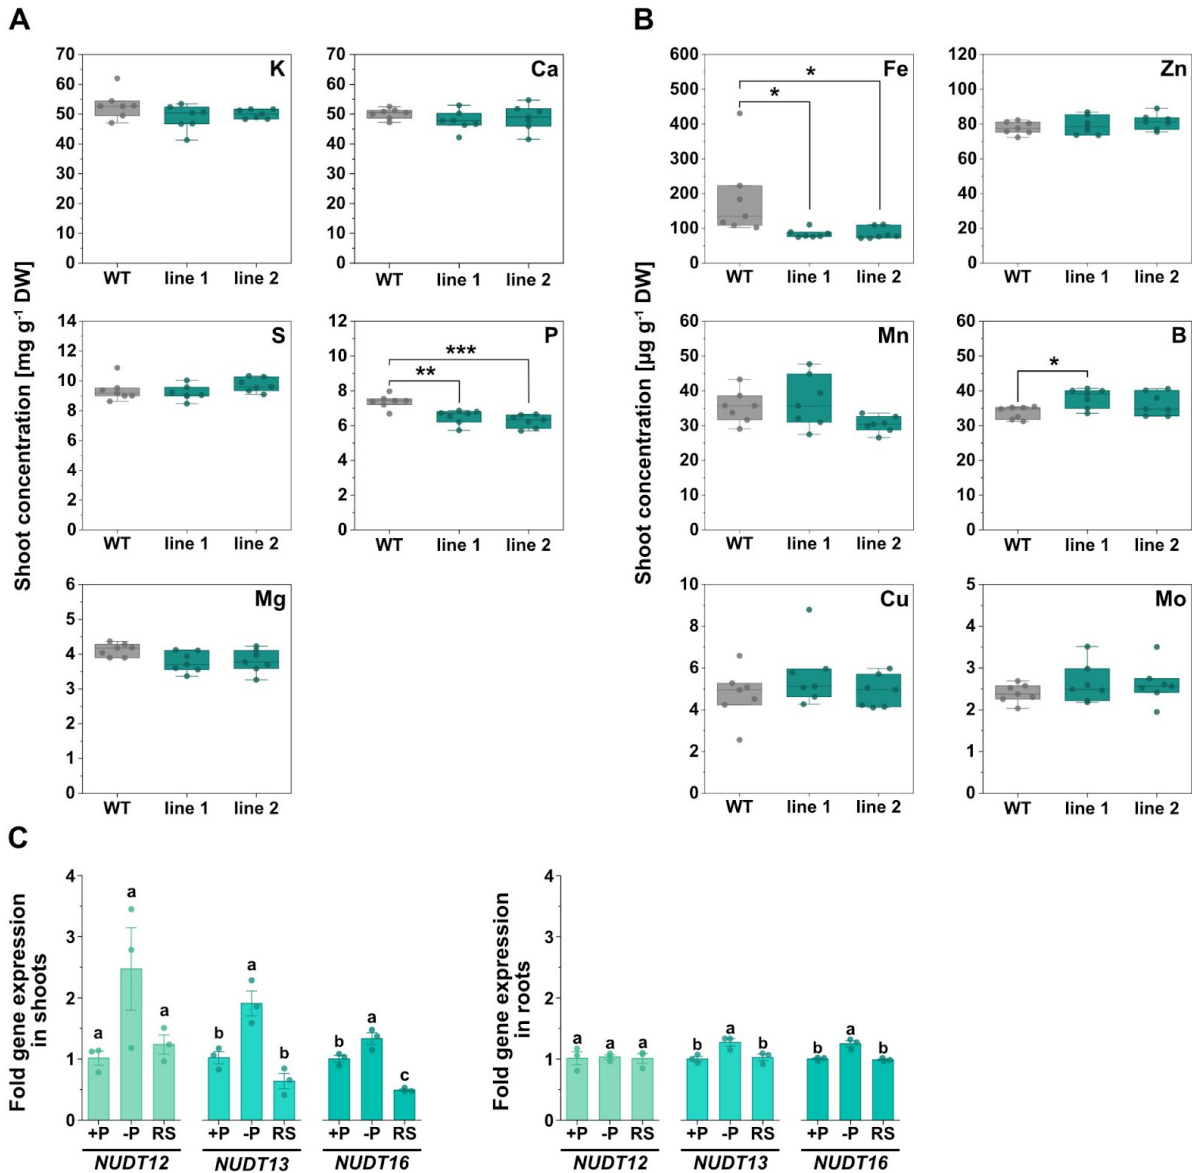 A
Shoot concentration [mg g⁻¹ DW]
K
70
60
50
40
30
20
10
0
WT line 1 line 2
Ca
70
60
50
40
30
20
10
0
WT line 1 line 2
S
14
12
10
8
6
4
2
0
WT line 1 line 2
P
12
10
8
6
4
2
0
***
**
WT line 1 line 2
Mg
6
5
4
3
2
1
0
WT line 1 line 2
B
Shoot concentration [µg g⁻¹ DW]
Fe
600
500
400
300
200
100
0
*
*
WT line 1 line 2
Zn
120
100
80
60
40
20
0
WT line 1 line 2
Mn
60
50
40
30
20
10
0
WT line 1 line 2
B
60
50
40
30
20
10
0
*
WT line 1 line 2
Cu
10
8
6
4
2
0
WT line 1 line 2
Mo
5
4
3
2
1
0
WT line 1 line 2
C
Fold gene expression
in shoots
4
3
2
1
0
a a a b a b b a c
+P -P RS +P -P RS +P -P RS
NUDT12 NUDT13 NUDT16
Fold gene expression
in roots
4
3
2
1
0
a a a b a b b a b
+P -P RS +P -P RS +P -P RS
NUDT12 NUDT13 NUDT16